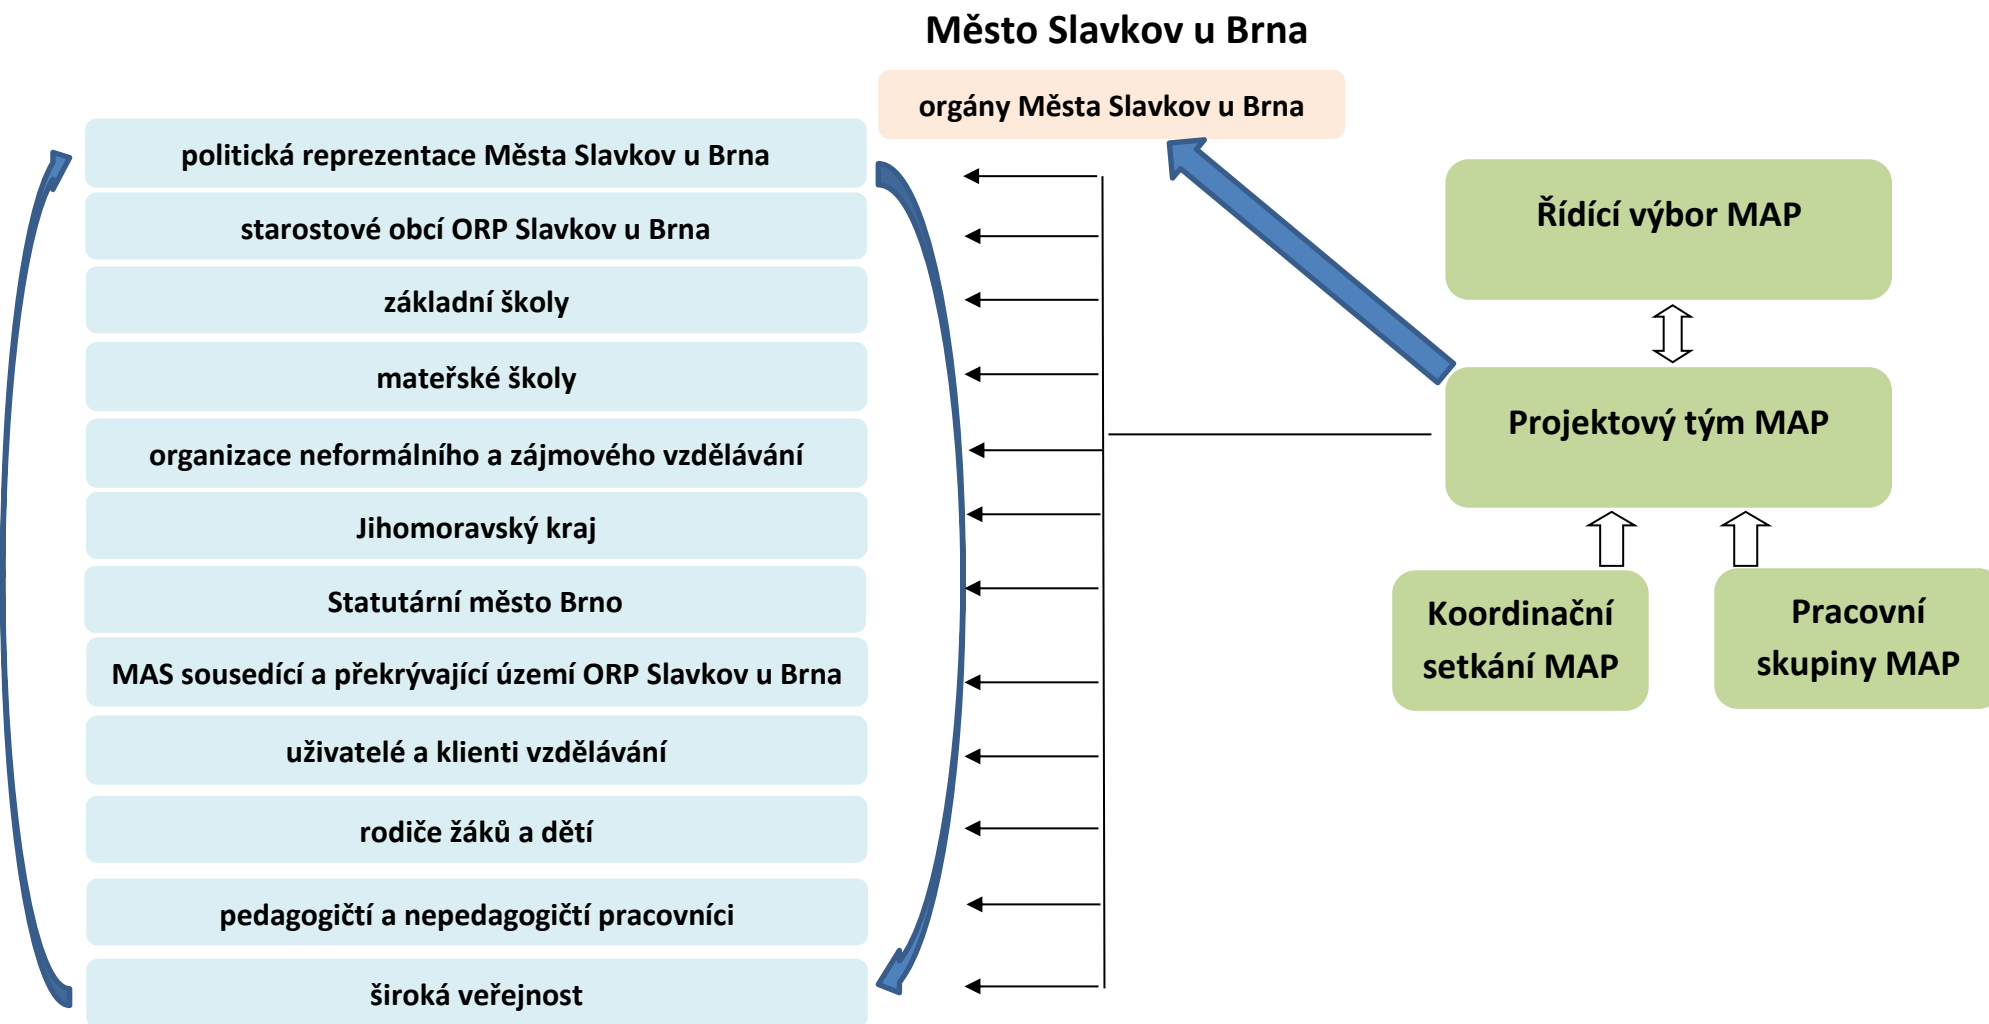 Město Slavkov u Brna
orgány Města Slavkov u Brna
politická reprezentace Města Slavkov u Brna
starostové obcí ORP Slavkov u Brna
základní školy
mateřské školy
organizace neformálního a zájmového vzdělávání
Jihomoravský kraj
Statutární město Brno
MAS sousedící a překrývající území ORP Slavkov u Brna
uživatelé a klienti vzdělávání
rodiče žáků a dětí
pedagogičtí a nepedagogičtí pracovníci
široká veřejnost
Řídící výbor MAP
Projektový tým MAP
Koordinační
setkání MAP
Pracovní
skupiny MAP